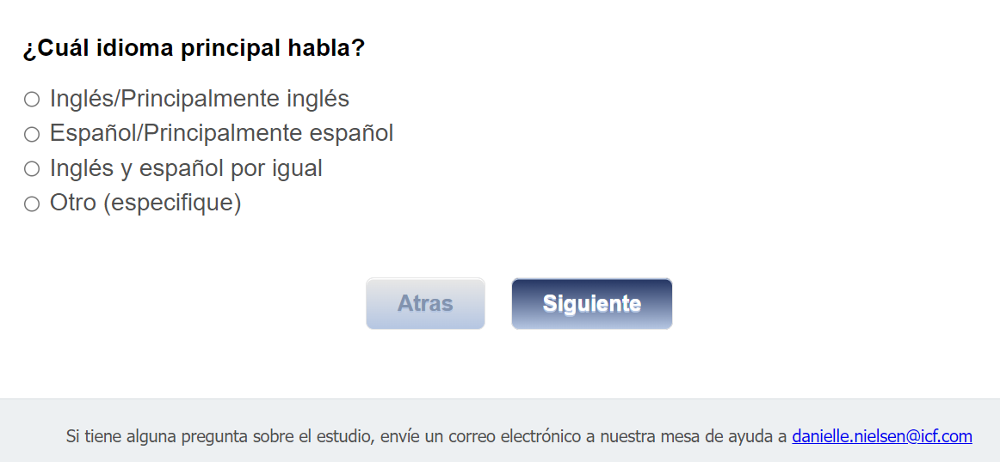 ¿Cuál idioma principal habla?
Inglés/Principalmente inglés
Español/Principalmente español
Inglés y español por igual
Otro (especifique)
Atras Siguiente
Si tiene alguna pregunta sobre el estudio, envíe un correo electrónico a nuestra mesa de ayuda a danielle.nielsen@icf.com